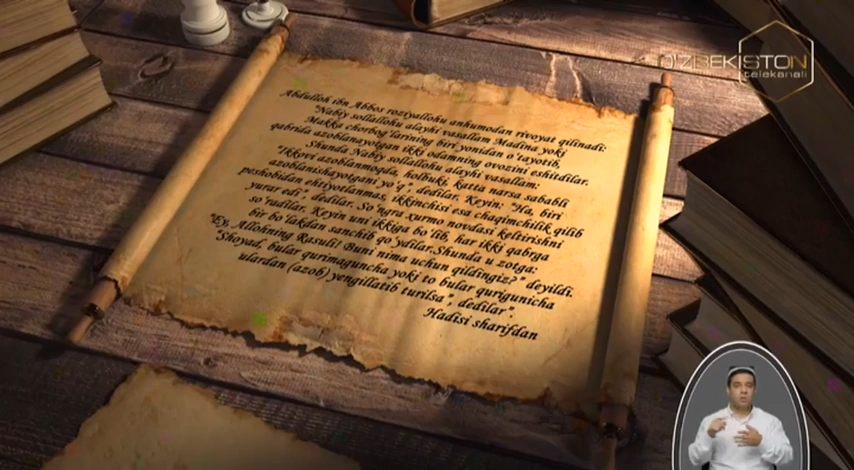 O'ZBEKISTON
telekanali
Abdulloh ibn Abbos roziyallohu anhumodan rivoyat qilinadi:
"Nabiy sollallohu alayhi vasallam Madina yoki
Makka chorbog'larining biri yonidan o'tayotib,
qabrida azoblanayotgan ikki odamning ovozini eshitdilar.
Shunda Nabiy sollallohu alayhi vasallam:
"Ikkovi azoblanmoqda, holbuki, katta narsa sababli
azoblanishayotgani yo'q", dedilar. Keyin: "Ha, biri
peshobidan ehtiyotlanmas, ikkinchisi esa chaqimchilik qilib
yurar edi", dedilar. So'ngra xurmo novdasi keltirishni
so'radilar. Keyin uni ikkiga bo'lib, har ikki qabrga
bir bo'lakdan sanchib qo'ydilar.Shunda u zotga:
"Ey, Allohning Rasuli! Buni nima uchun qildingiz?" deyildi.
"Shoyad, bular qurimaguncha yoki to bular qurigunicha
ulardan (azob) yengillatib turilsa", dedilar".
Hadisi sharifdan